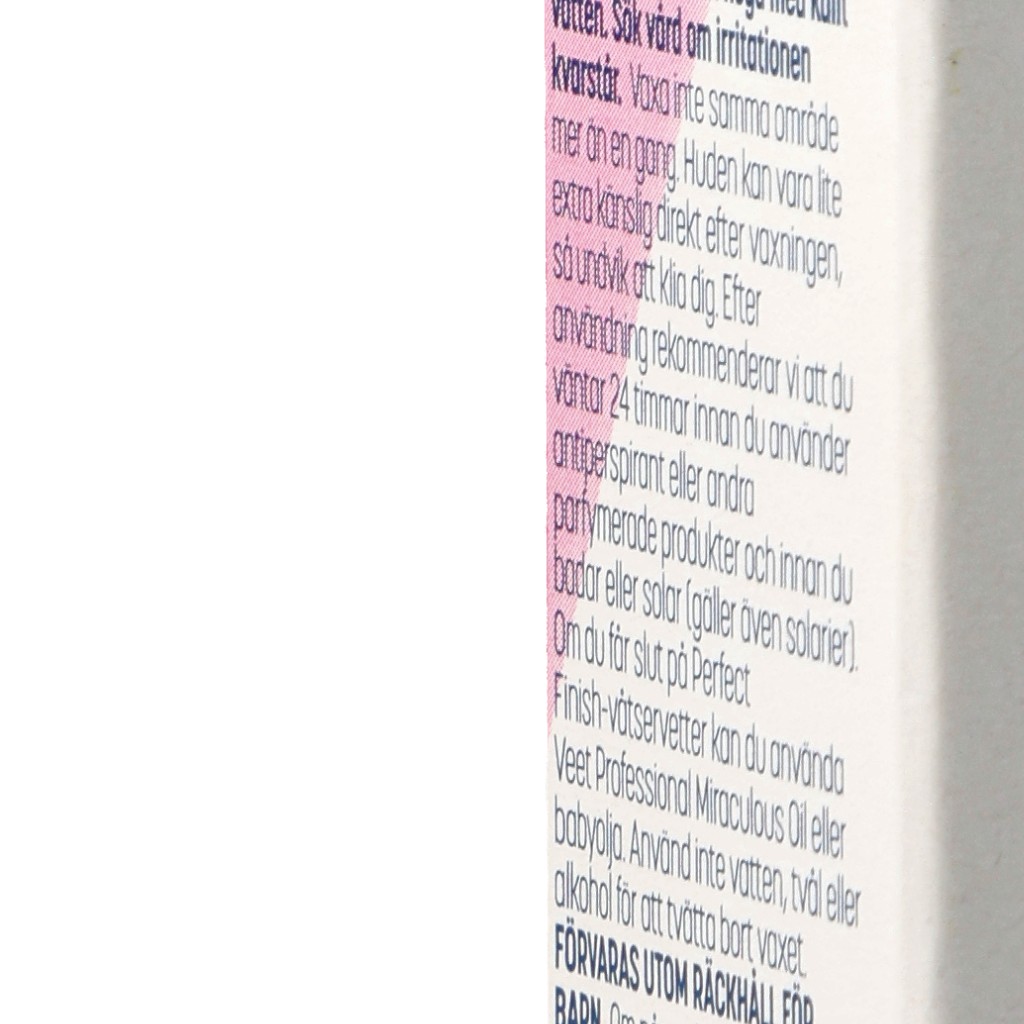 med kallt
vatten. Sök vård om irritationen
kvarstår. Vaxa inte samma område
mer än en gång. Huden kan vara lite
extra känslig direkt efter vaxningen,
så undvik att klia dig. Efter
användning rekommenderar vi att du
väntar 24 timmar innan du använder
antiperspirant eller andra
parfymerade produkter och innan du
badar eller solar (gäller även solarier).
Om du får slut på Perfect
Finish-våtservetter kan du använda
Veet Professional Miraculous Oil eller
babyolja. Använd inte vatten, tvål eller
alkohol för att tvätta bort vaxet.
FÖRVARAS UTOM RÄCKHÅLL FÖR
BARN. Om